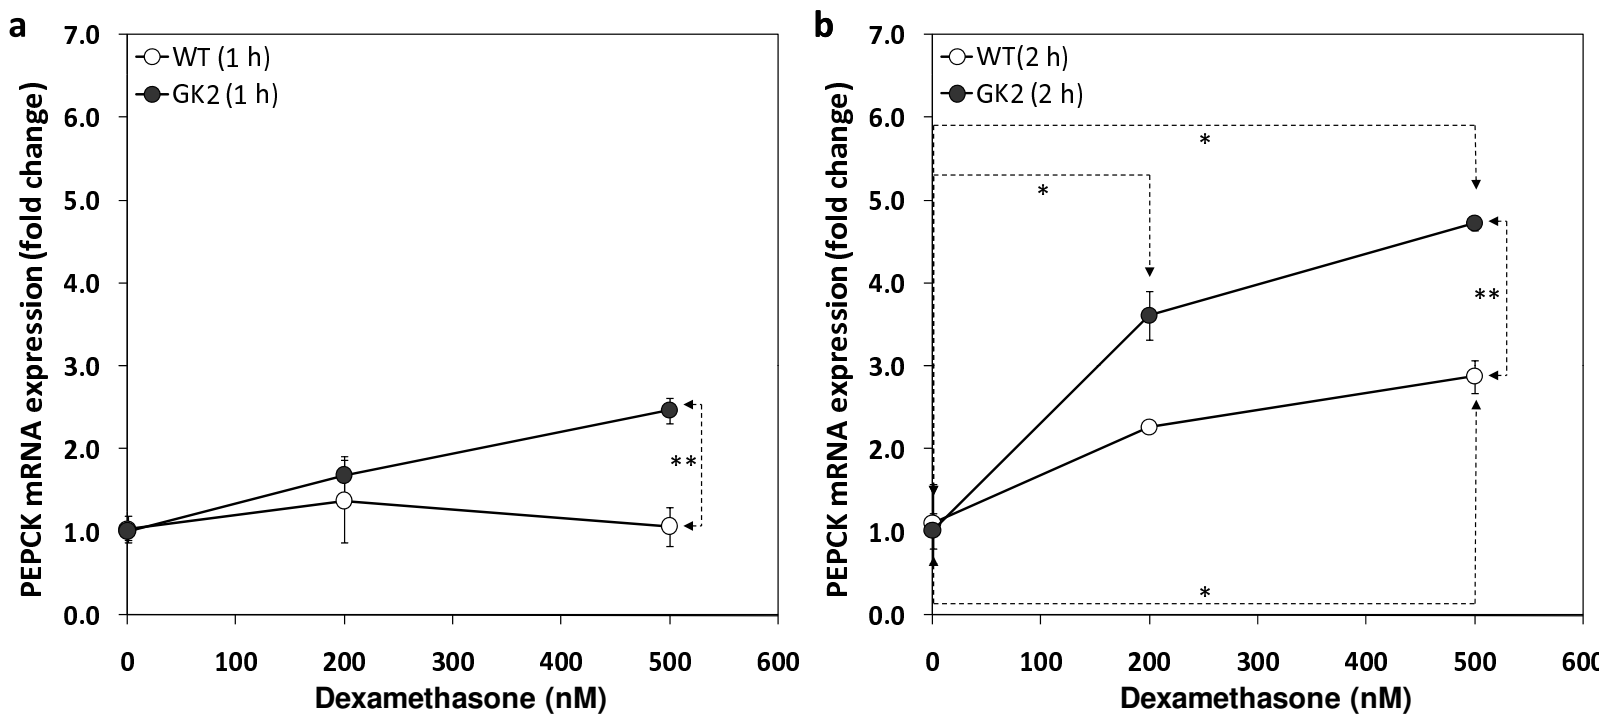 a
PEPCK mRNA expression (fold change)
7.0
6.0
5.0
4.0
3.0
2.0
1.0
0.0
WT (1 h)
GK2 (1 h)
**
0 100 200 300 400 500 600
Dexamethasone (nM)
b
PEPCK mRNA expression (fold change)
7.0
6.0
5.0
4.0
3.0
2.0
1.0
0.0
WT(2 h)
GK2 (2 h)
*
*
**
*
0 100 200 300 400 500 600
Dexamethasone (nM)